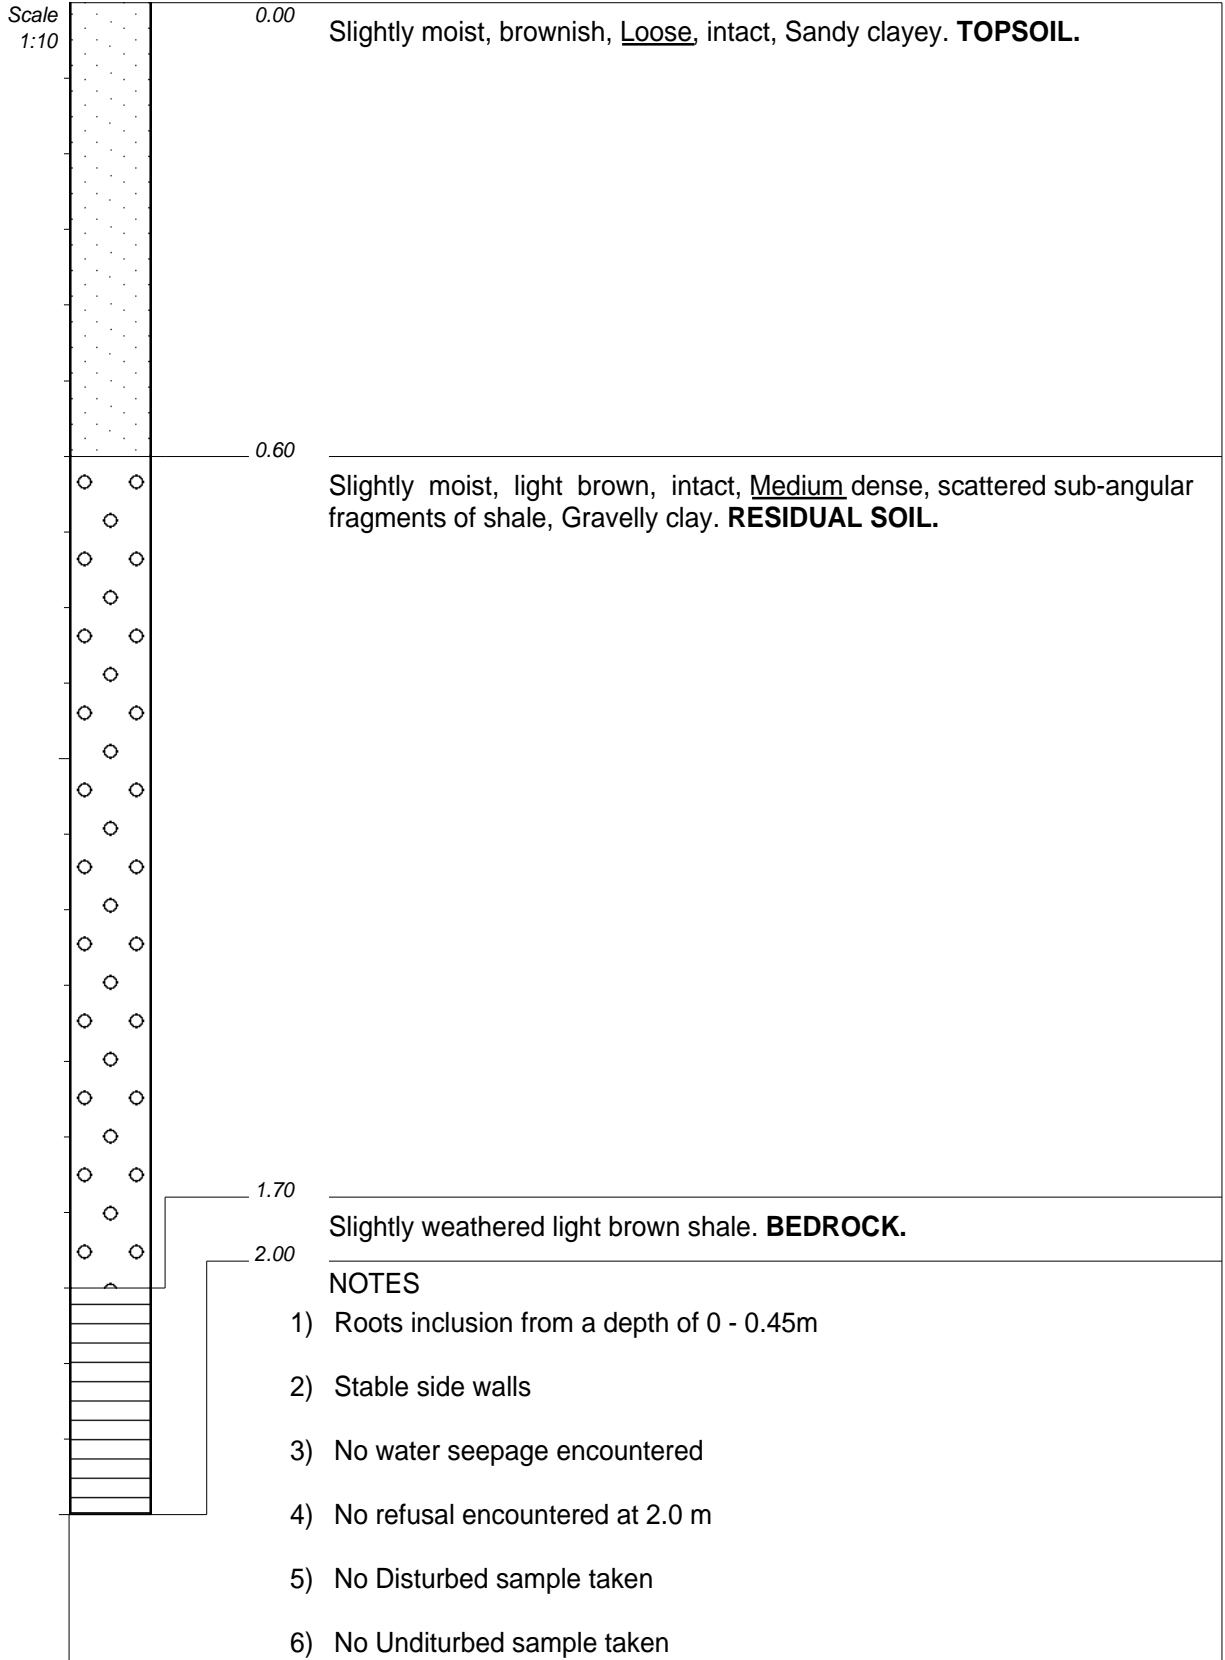 Scale
1:10
0.00
Slightly moist, brownish, Loose, intact, Sandy clayey. TOPSOIL.
0.60
Slightly moist, light brown, intact, Medium dense, scattered sub-angular
fragments of shale, Gravelly clay. RESIDUAL SOIL.
1.70
Slightly weathered light brown shale. BEDROCK.
2.00
NOTES
1) Roots inclusion from a depth of 0 - 0.45m
2) Stable side walls
3) No water seepage encountered
4) No refusal encountered at 2.0 m
5) No Disturbed sample taken
6) No Unditurbed sample taken